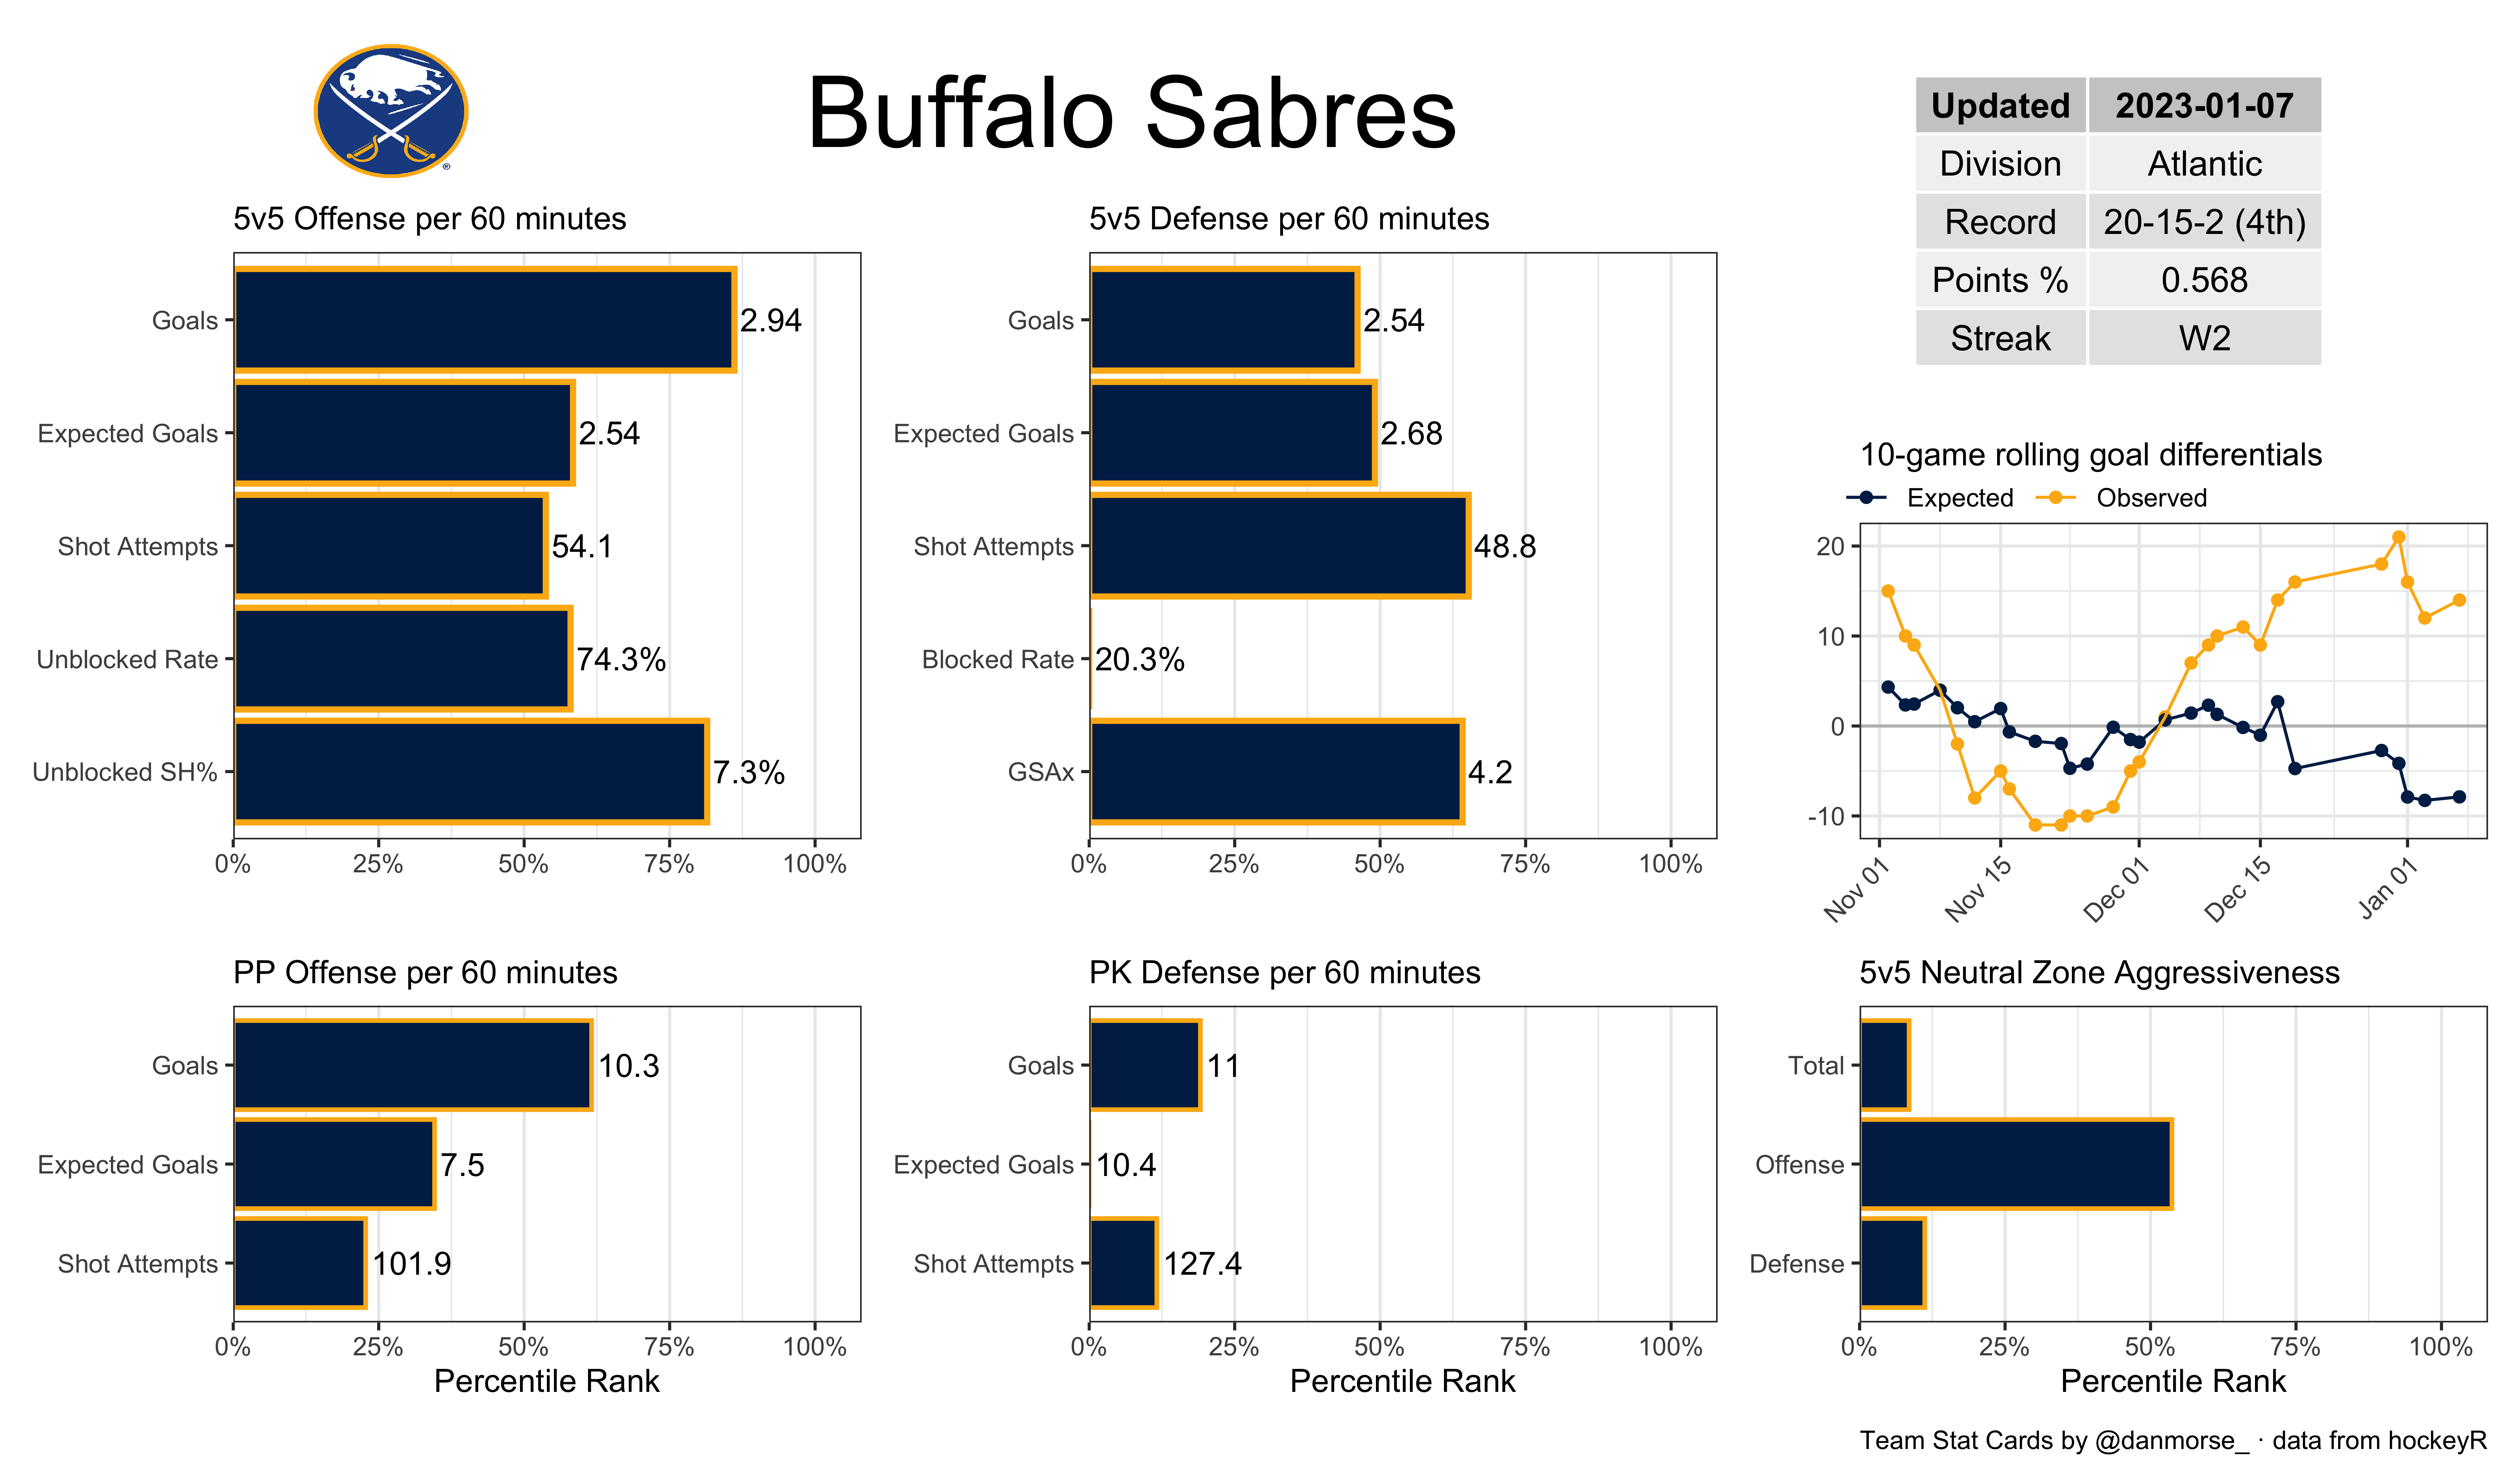 Buffalo Sabres
®
Updated 2023-01-07
Division Atlantic
Record 20-15-2 (4th)
Points % 0.568
Streak W2
5v5 Offense per 60 minutes
Goals 2.94
Expected Goals 2.54
Shot Attempts 54.1
Unblocked Rate 74.3%
Unblocked SH% 7.3%
0% 25% 50% 75% 100%
5v5 Defense per 60 minutes
Goals 2.54
Expected Goals 2.68
Shot Attempts 48.8
Blocked Rate 20.3%
GSAx 4.2
0% 25% 50% 75% 100%
10-game rolling goal differentials
Expected Observed
20
10
0
-10
Nov 01 Nov 15 Dec 01 Dec 15 Jan 01
PP Offense per 60 minutes
Goals 10.3
Expected Goals 7.5
Shot Attempts 101.9
0% 25% 50% 75% 100%
Percentile Rank
PK Defense per 60 minutes
Goals 11
Expected Goals 10.4
Shot Attempts 127.4
0% 25% 50% 75% 100%
Percentile Rank
5v5 Neutral Zone Aggressiveness
Total
Offense
Defense
0% 25% 50% 75% 100%
Percentile Rank
Team Stat Cards by @danmorse_ · data from hockeyR